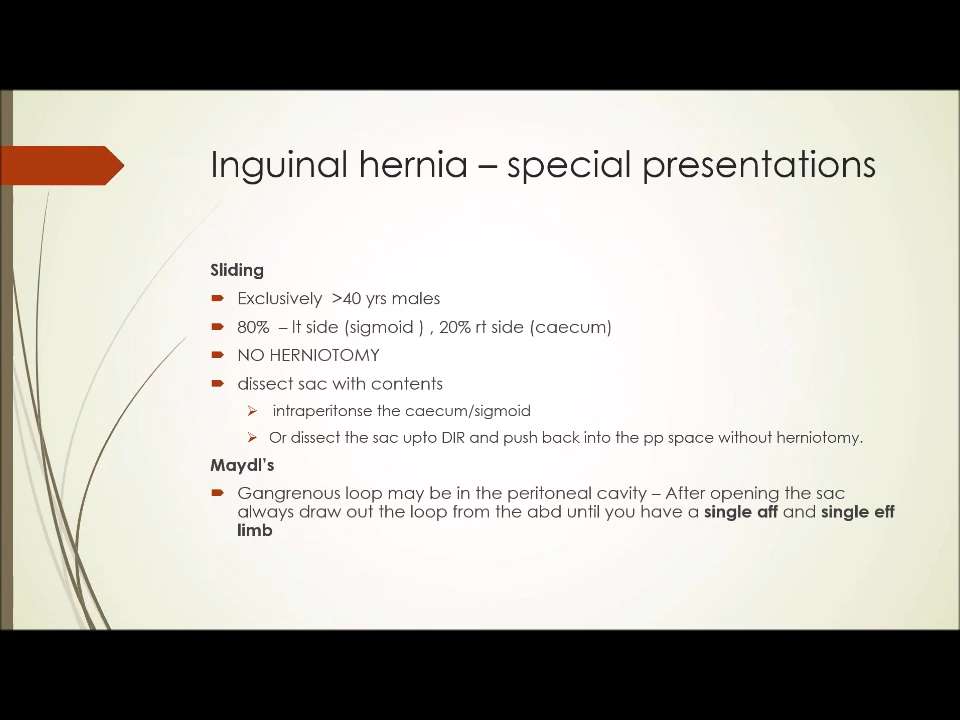 Inguinal hernia – special presentations
Sliding
Exclusively >40 yrs males
80% – lt side (sigmoid ) , 20% rt side (caecum)
NO HERNIOTOMY
dissect sac with contents
intraperitonse the caecum/sigmoid
Or dissect the sac upto DIR and push back into the pp space without herniotomy.
Maydl's
Gangrenous loop may be in the peritoneal cavity – After opening the sac
always draw out the loop from the abd until you have a single aff and single eff
limb